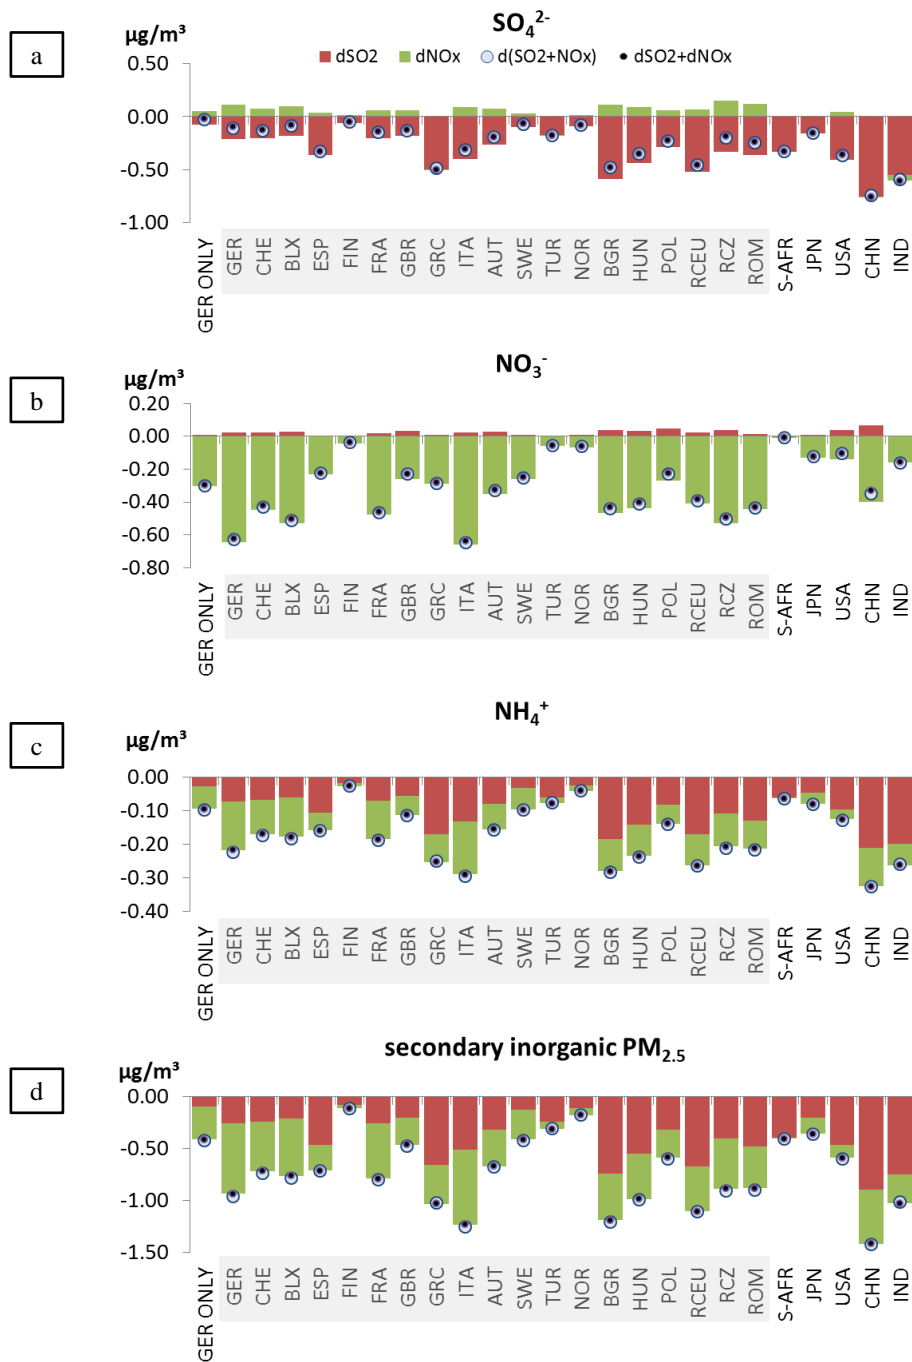 a
SO₄²⁻
µg/m³
dSO2 dNOx d(SO2+NOx) dSO2+dNOx
0.50
0.00
-0.50
-1.00
GER ONLY GER CHE BLX ESP FIN FRA GBR GRC ITA AUT SWE TUR NOR BGR HUN POL RCEU RCZ ROM S-AFR JPN USA CHN IND
b
NO₃⁻
µg/m³
0.20
0.00
-0.20
-0.40
-0.60
-0.80
GER ONLY GER CHE BLX ESP FIN FRA GBR GRC ITA AUT SWE TUR NOR BGR HUN POL RCEU RCZ ROM S-AFR JPN USA CHN IND
c
NH₄⁺
µg/m³
0.00
-0.10
-0.20
-0.30
-0.40
GER ONLY GER CHE BLX ESP FIN FRA GBR GRC ITA AUT SWE TUR NOR BGR HUN POL RCEU RCZ ROM S-AFR JPN USA CHN IND
d
secondary inorganic PM₂.₅
µg/m³
0.00
-0.50
-1.00
-1.50
GER ONLY GER CHE BLX ESP FIN FRA GBR GRC ITA AUT SWE TUR NOR BGR HUN POL RCEU RCZ ROM S-AFR JPN USA CHN IND